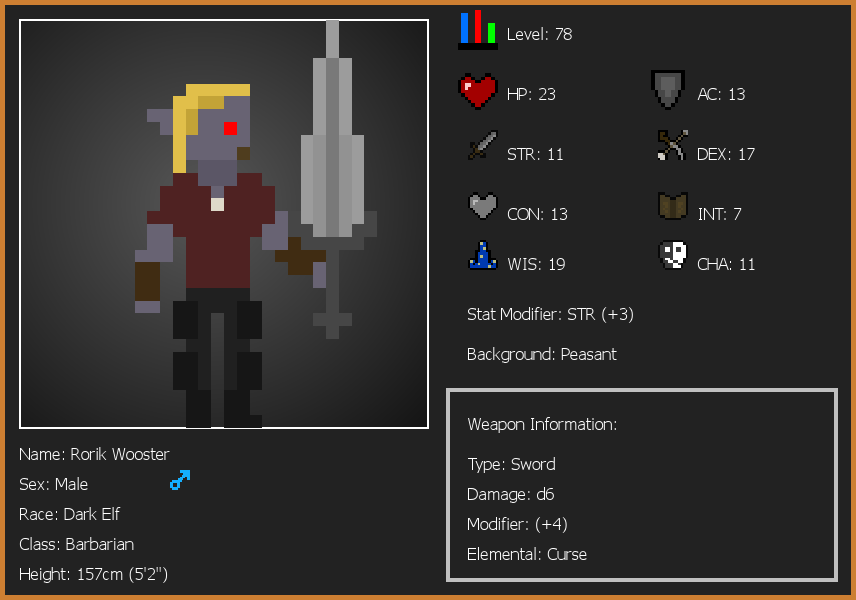 Level: 78
HP: 23
AC: 13
STR: 11
DEX: 17
CON: 13
INT: 7
WIS: 19
CHA: 11
Stat Modifier: STR (+3)
Background: Peasant
Weapon Information:
Type: Sword
Damage: d6
Modifier: (+4)
Elemental: Curse
Name: Rorik Wooster
Sex: Male
Race: Dark Elf
Class: Barbarian
Height: 157cm (5'2")